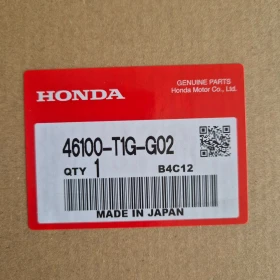 GENUINE PARTS
Honda Motor Co., Ltd.
HONDA
46100-T1G-G02
QTY 1 B4C12
MADE IN JAPAN